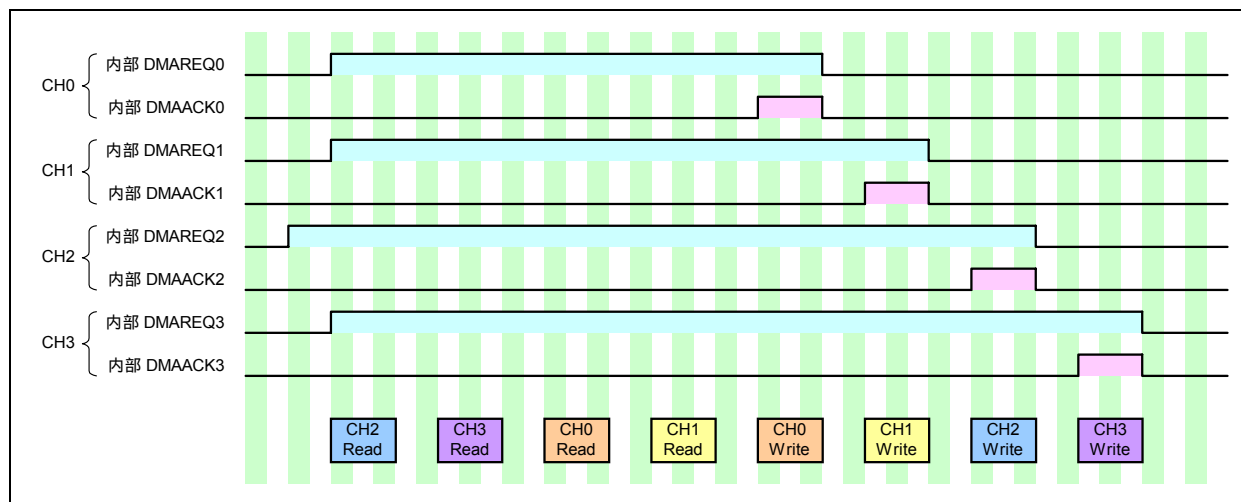 内部 DMAREQ0
CH0
内部 DMAACK0
内部 DMAREQ1
CH1
内部 DMAACK1
内部 DMAREQ2
CH2
内部 DMAACK2
内部 DMAREQ3
CH3
内部 DMAACK3
CH2 CH3 CH0 CH1 CH0 CH1 CH2 CH3
Read Read Read Read Write Write Write Write